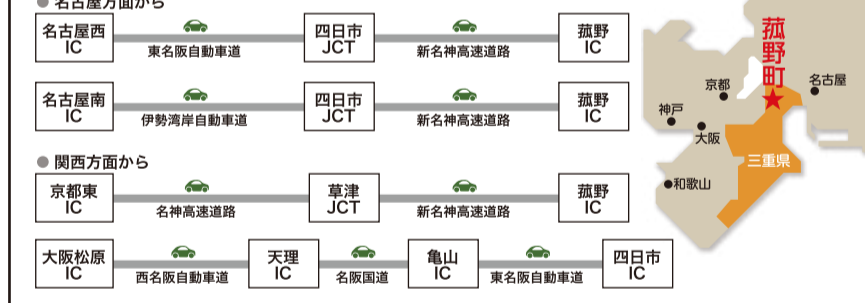 ● 名古屋方面から
名古屋西
IC
東名阪自動車道
四日市
JCT
新名神高速道路
菰野
IC
名古屋南
IC
伊勢湾岸自動車道
四日市
JCT
新名神高速道路
菰野
IC
● 関西方面から
京都東
IC
名神高速道路
草津
JCT
新名神高速道路
菰野
IC
大阪松原
IC
西名阪自動車道
天理
IC
名阪国道
亀山
IC
東名阪自動車道
四日市
IC
菰野町
★
名古屋
京都
神戸
大阪
三重県
和歌山